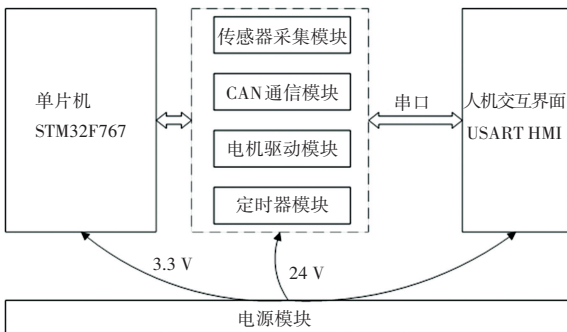 单片机
STM32F767
传感器采集模块
CAN通信模块
电机驱动模块
定时器模块
串口
人机交互界面
USART HMI
3.3 V
24 V
电源模块